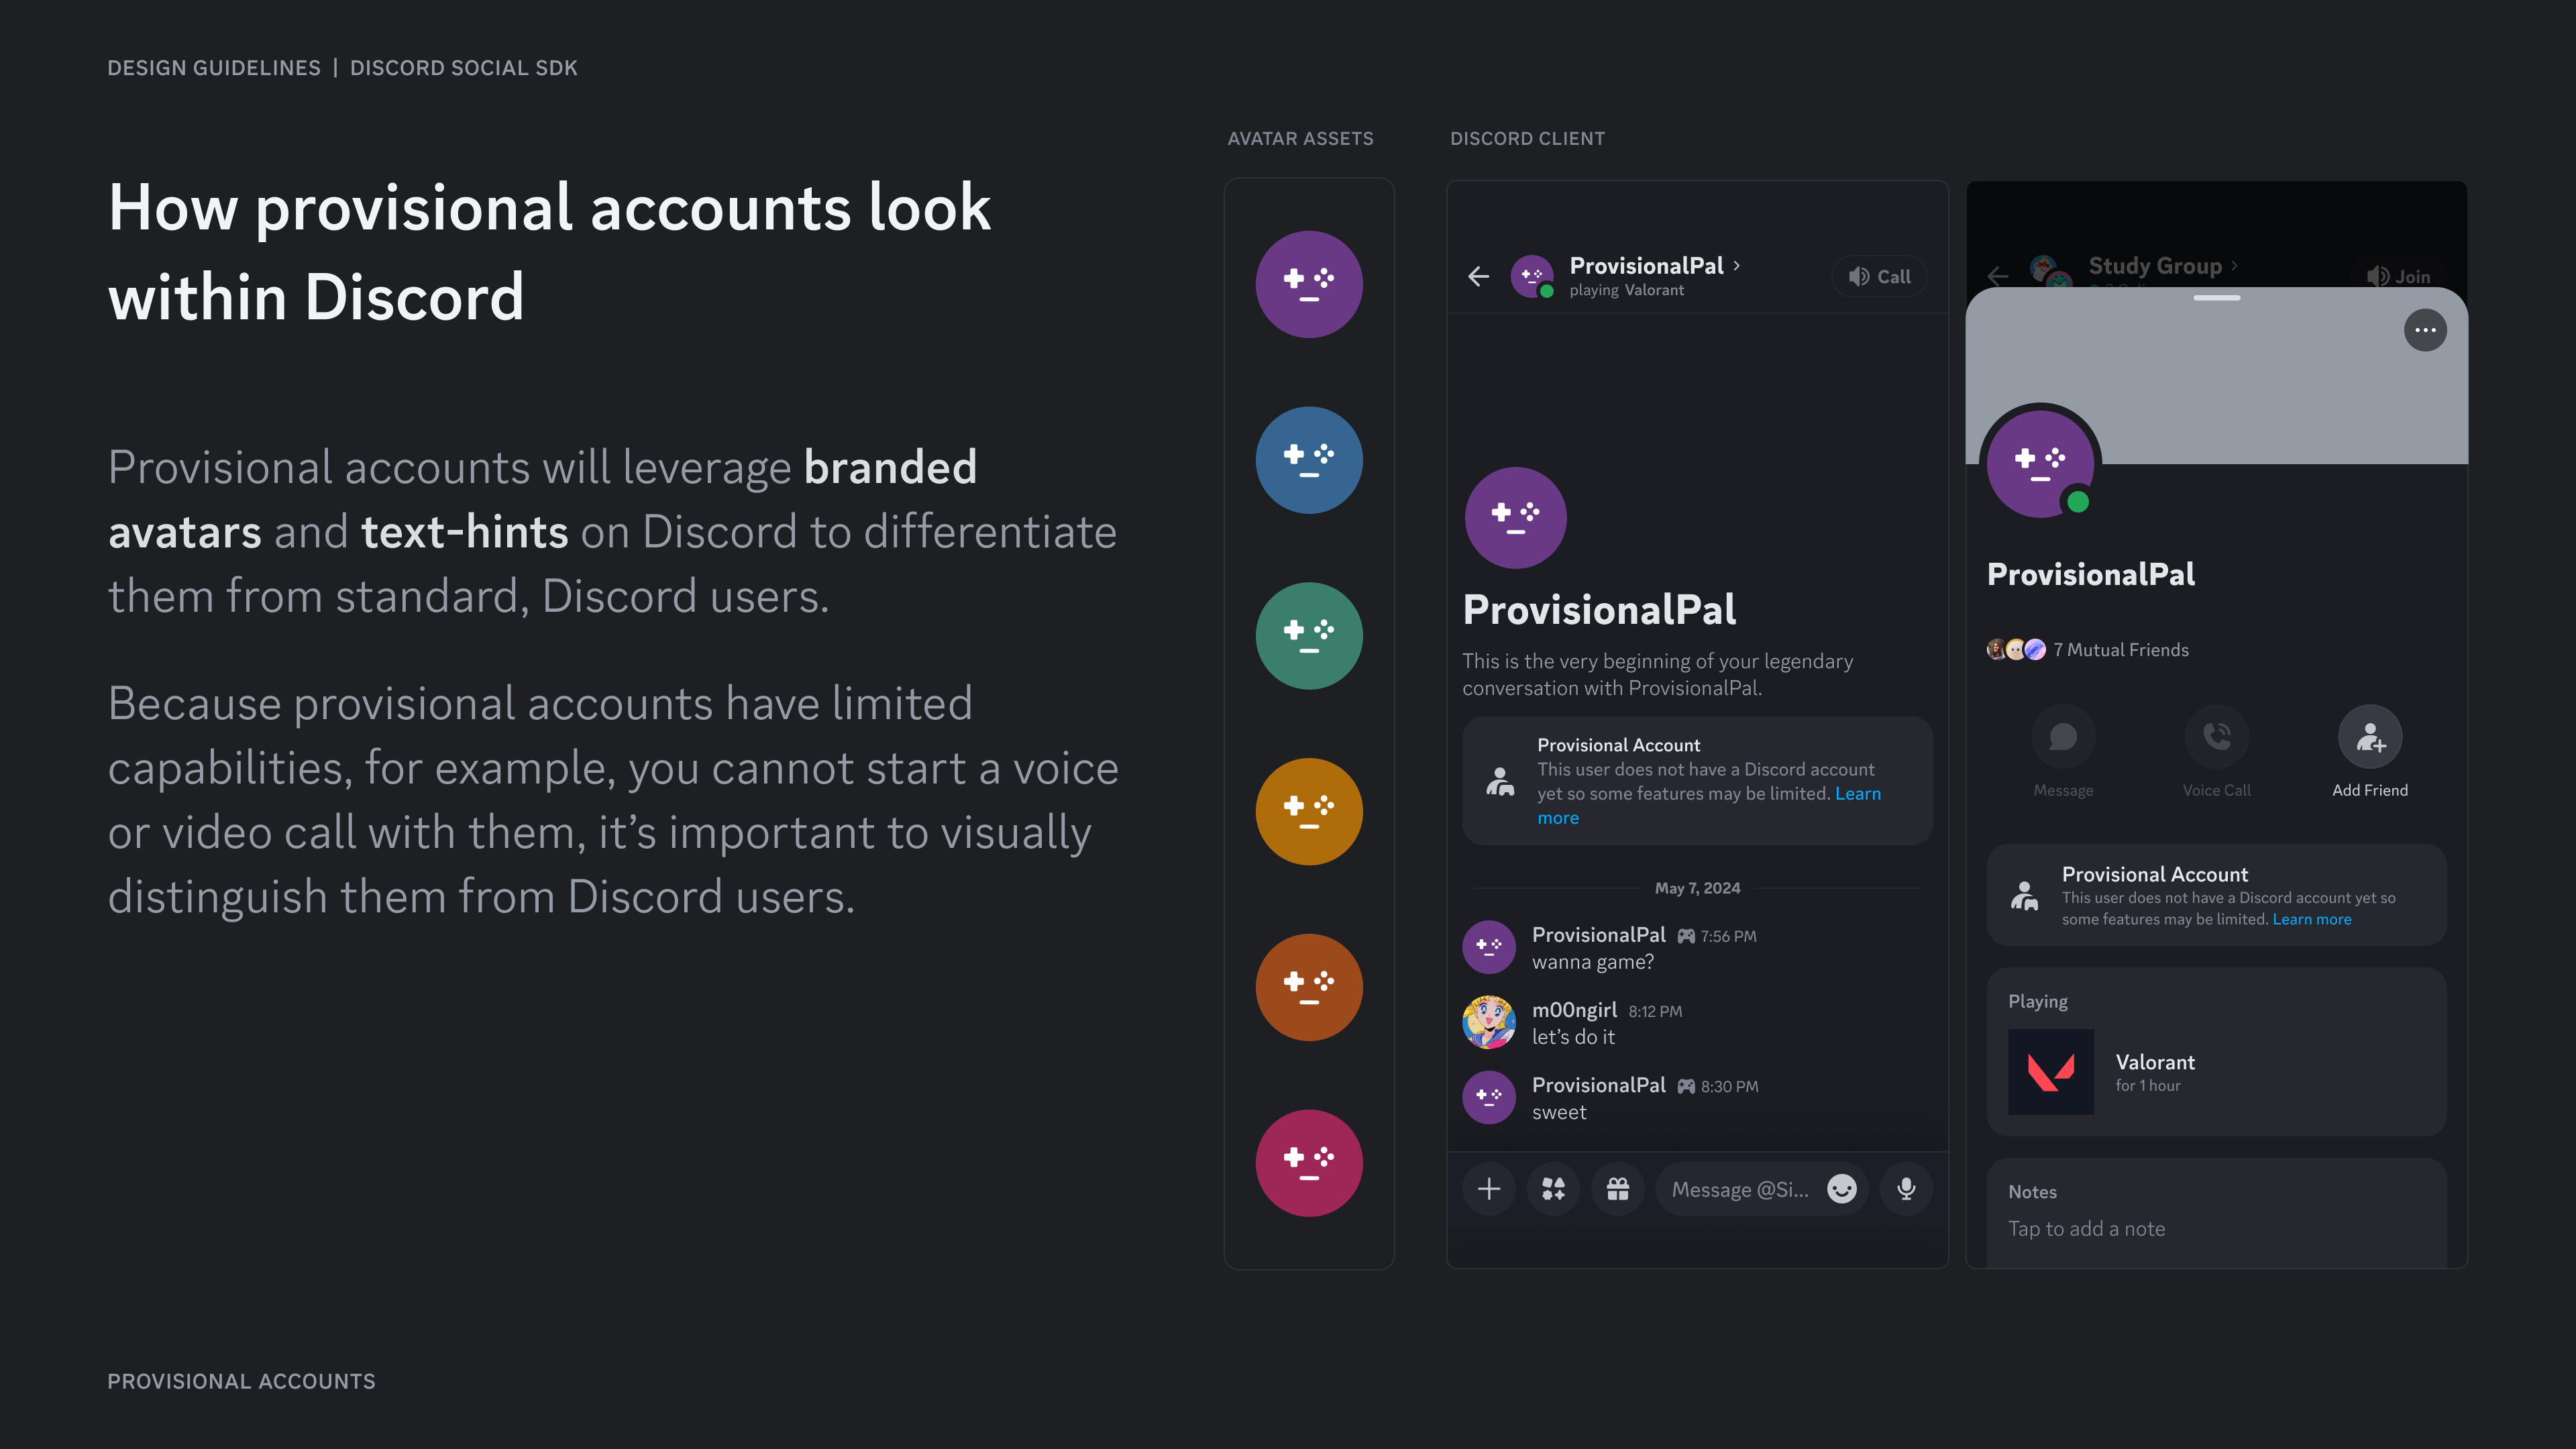 DESIGN GUIDELINES | DISCORD SOCIAL SDK
How provisional accounts look
within Discord
Provisional accounts will leverage branded
avatars and text-hints on Discord to differentiate
them from standard, Discord users.
Because provisional accounts have limited
capabilities, for example, you cannot start a voice
or video call with them, it’s important to visually
distinguish them from Discord users.
AVATAR ASSETS
DISCORD CLIENT
ProvisionalPal
playing Valorant
Call
ProvisionalPal
This is the very beginning of your legendary
conversation with ProvisionalPal.
Provisional Account
This user does not have a Discord account
yet so some features may be limited. Learn
more
May 7, 2024
ProvisionalPal 7:56 PM
wanna game?
m00ngirl 8:12 PM
let’s do it
ProvisionalPal 8:30 PM
sweet
Message @Si...
Study Group
Join
ProvisionalPal
7 Mutual Friends
Message
Voice Call
Add Friend
Provisional Account
This user does not have a Discord account yet so
some features may be limited. Learn more
Playing
Valorant
for 1 hour
Notes
Tap to add a note
PROVISIONAL ACCOUNTS